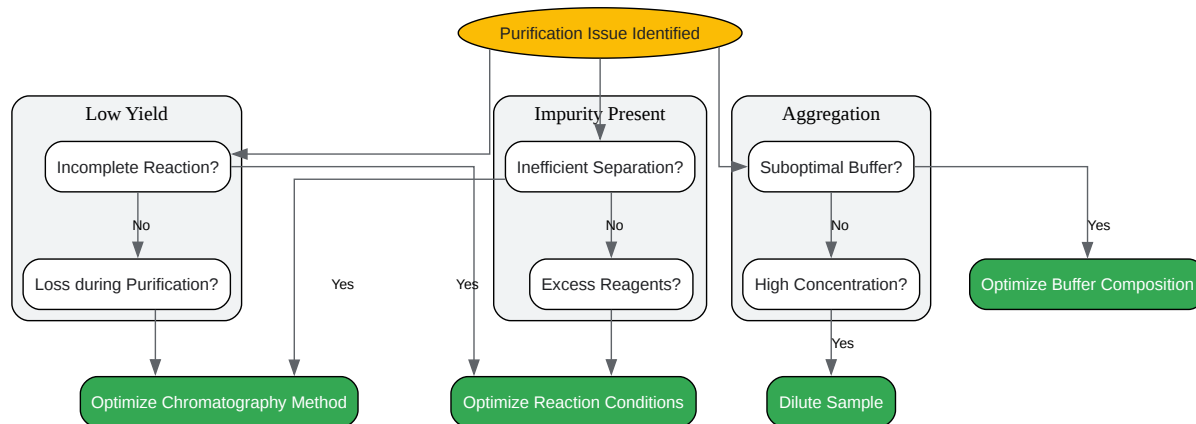 Purification Issue Identified
Low Yield
Impurity Present
Aggregation
Incomplete Reaction?
Inefficient Separation?
Suboptimal Buffer?
No
No
No
Yes
Loss during Purification?
Yes
Yes
Excess Reagents?
High Concentration?
Optimize Buffer Composition
Yes
Optimize Chromatography Method
Optimize Reaction Conditions
Dilute Sample